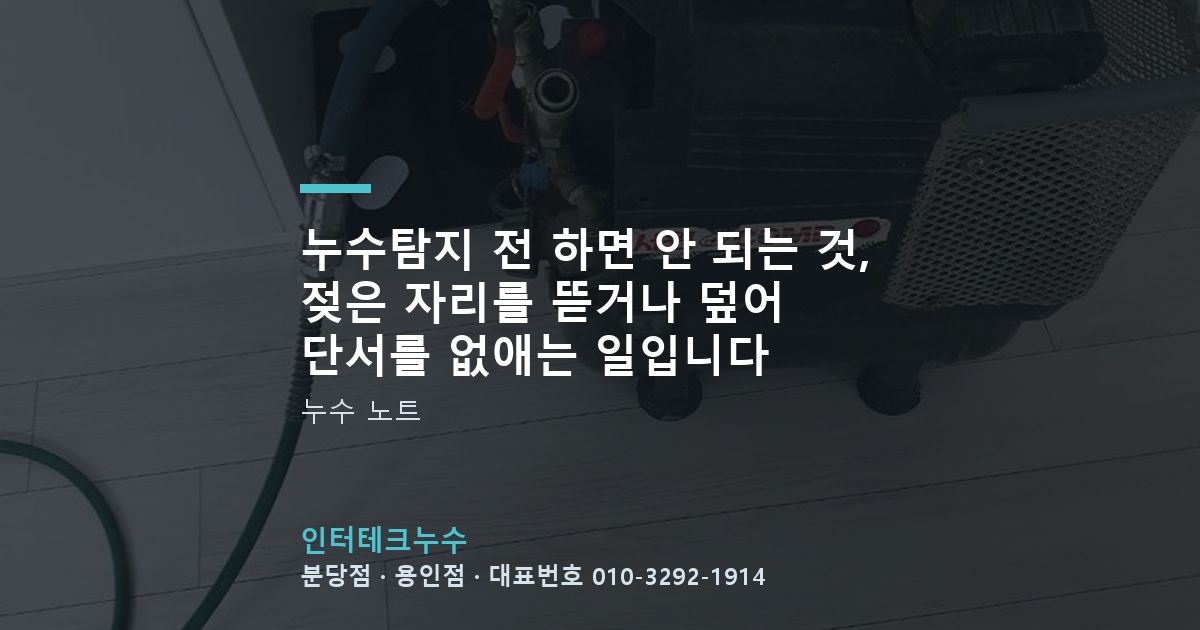 누수탐지 전 하면 안 되는 것,
젖은 자리를 뜯거나 덮어
단서를 없애는 일입니다
누수 노트
인터테크누수
분당점 · 용인점 · 대표번호 010-3292-1914